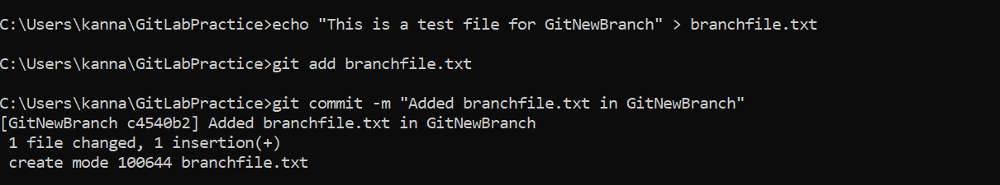 C:\Users\kanna\GitLabPractice>echo "This is a test file for GitNewBranch" > branchfile.txt
C:\Users\kanna\GitLabPractice>git add branchfile.txt
C:\Users\kanna\GitLabPractice>git commit -m "Added branchfile.txt in GitNewBranch"
[GitNewBranch c4540b2] Added branchfile.txt in GitNewBranch
 1 file changed, 1 insertion(+)
 create mode 100644 branchfile.txt